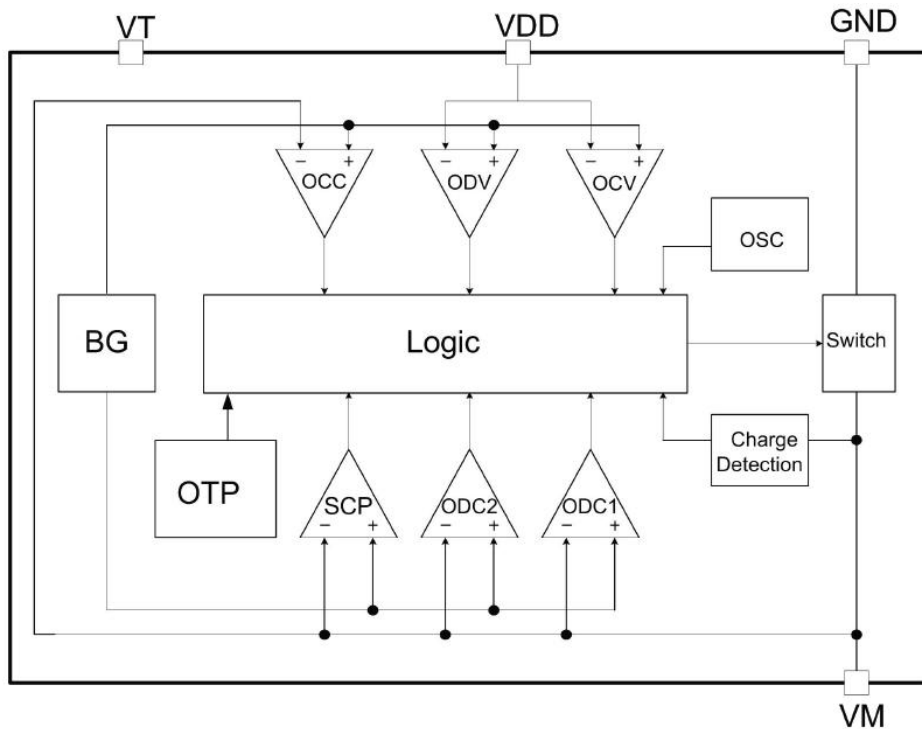 VT
VDD
GND
− +
OCC
− +
ODV
− +
OCV
OSC
BG
Logic
Switch
OTP
SCP
− +
ODC2
− +
ODC1
− +
Charge
Detection
VM